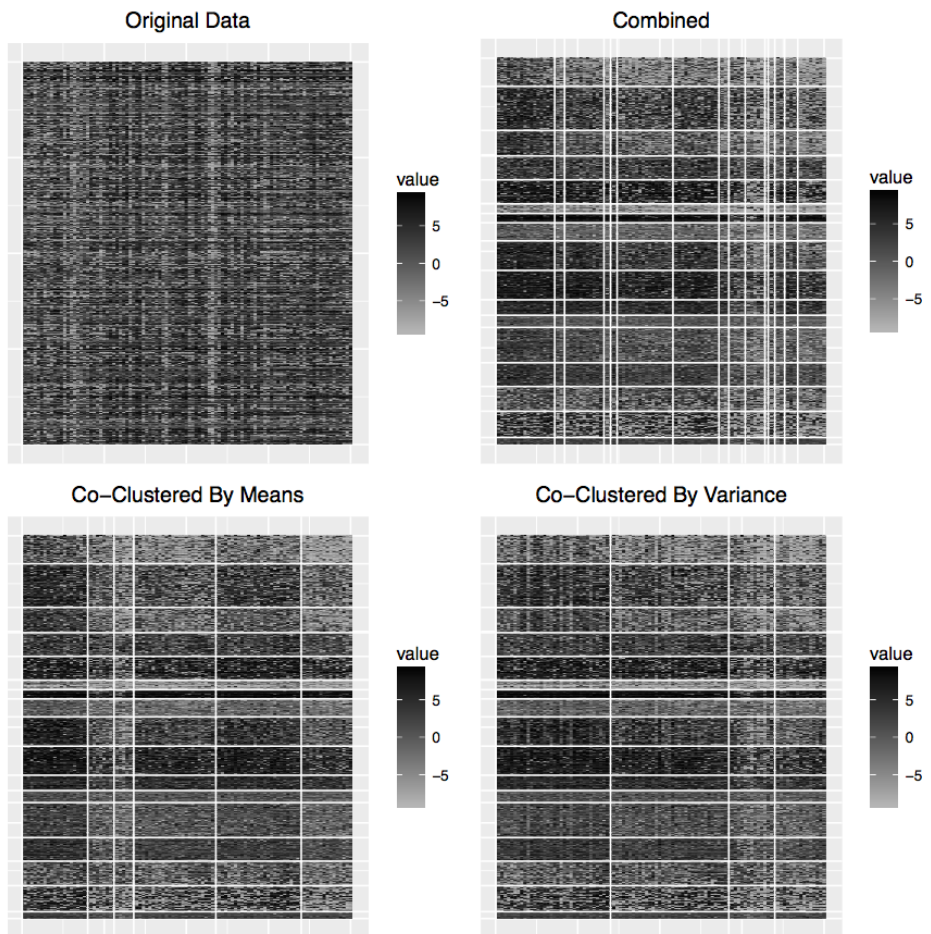 Original Data
value
5
0
−5
Combined
value
5
0
−5
Co−Clustered By Means
value
5
0
−5
Co−Clustered By Variance
value
5
0
−5